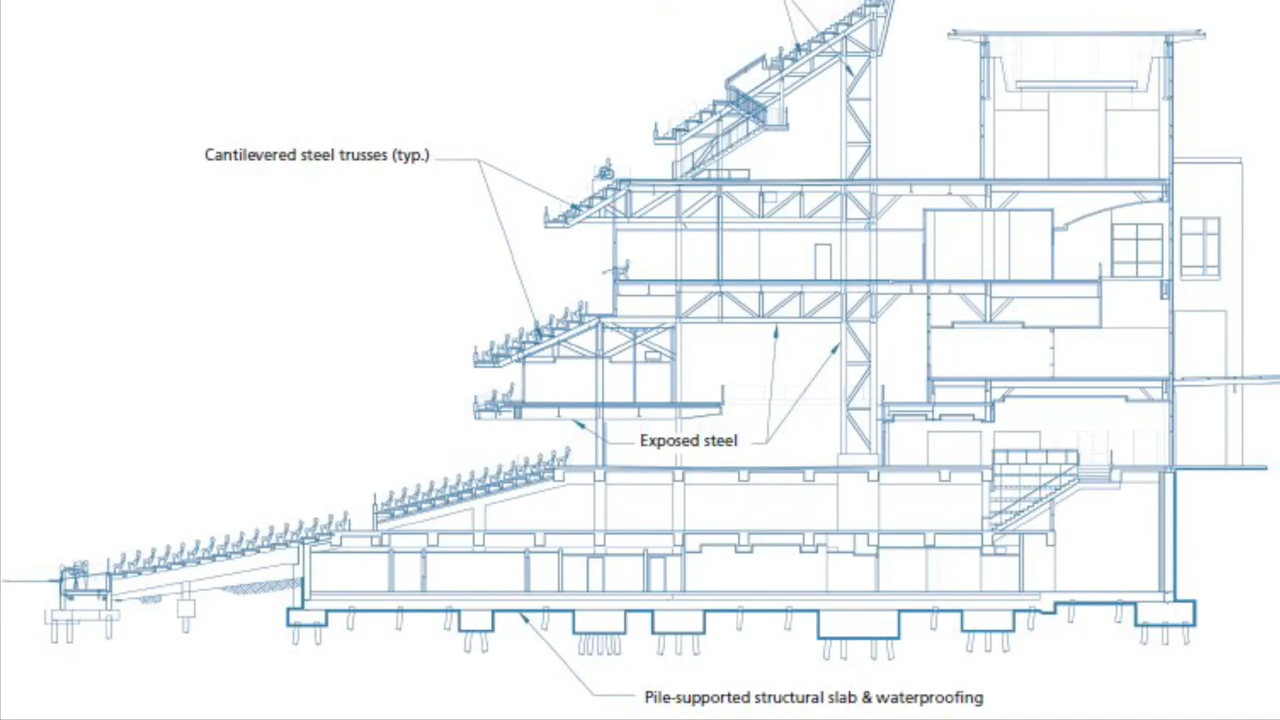 Cantilevered steel trusses (typ.)
Exposed steel
Pile-supported structural slab & waterproofing